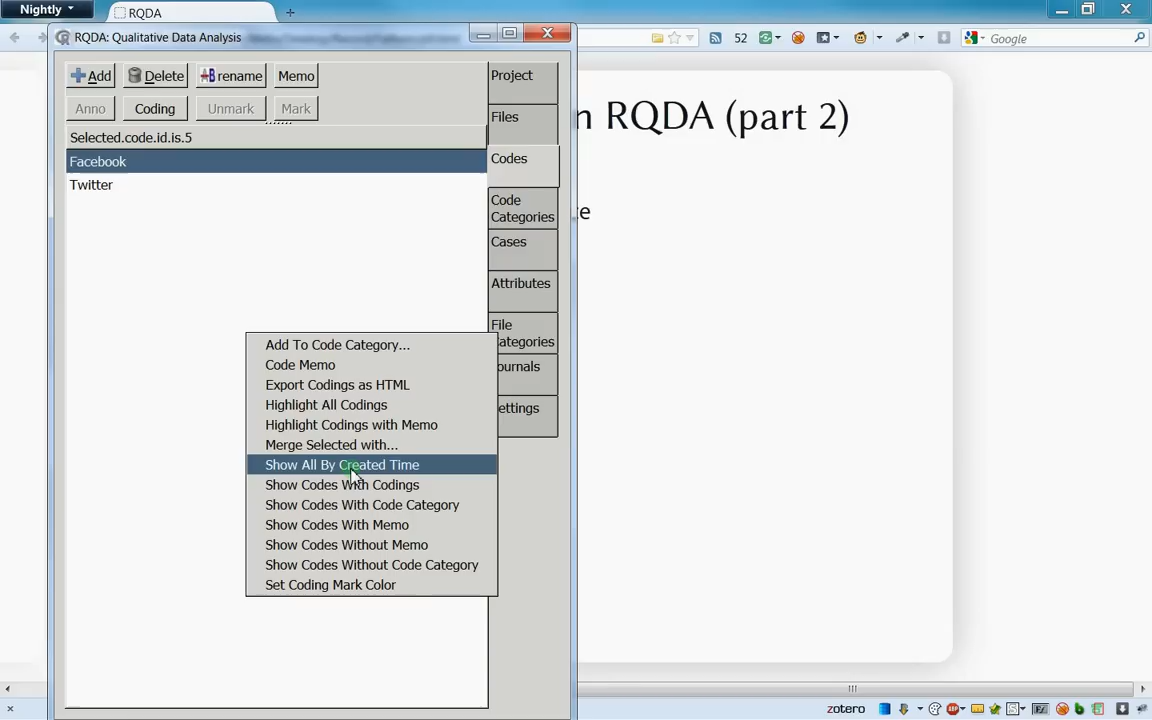 Nightly
RQDA
RQDA: Qualitative Data Analysis
52
Google
Add
Delete
rename
Memo
Anno
Coding
Unmark
Mark
Selected.code.id.is.5
Facebook
Twitter
Project
Files
Codes
Code
Categories
Cases
Attributes
File
ategories
ournals
ettings
n RQDA (part 2)
Add To Code Category...
Code Memo
Export Codings as HTML
Highlight All Codings
Highlight Codings with Memo
Merge Selected with...
Show All By Created Time
Show Codes With Codings
Show Codes With Code Category
Show Codes With Memo
Show Codes Without Memo
Show Codes Without Code Category
Set Coding Mark Color
zotero